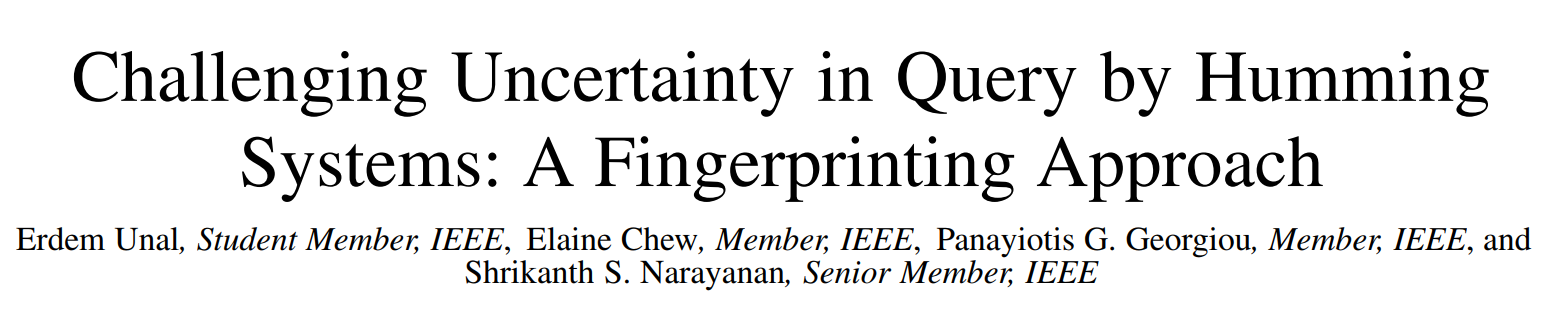 Challenging Uncertainty in Query by Humming
Systems: A Fingerprinting Approach
Erdem Unal, Student Member, IEEE, Elaine Chew, Member, IEEE, Panayiotis G. Georgiou, Member, IEEE, and
Shrikanth S. Narayanan, Senior Member, IEEE